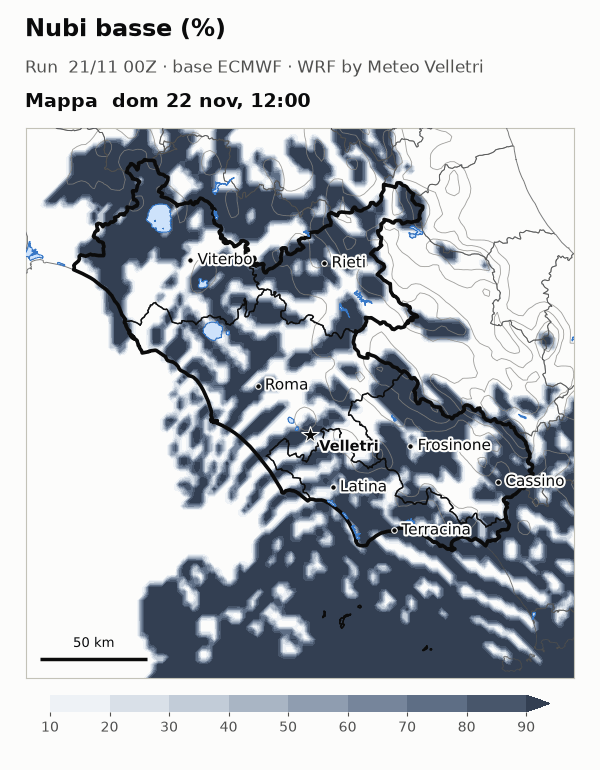 Nubi basse (%)
Run  21/11 00Z · base ECMWF · WRF by Meteo Velletri
Mappa  dom 22 nov, 12:00
Viterbo
Rieti
Roma
Velletri
Frosinone
Cassino
Latina
Terracina
50 km
10 20 30 40 50 60 70 80 90